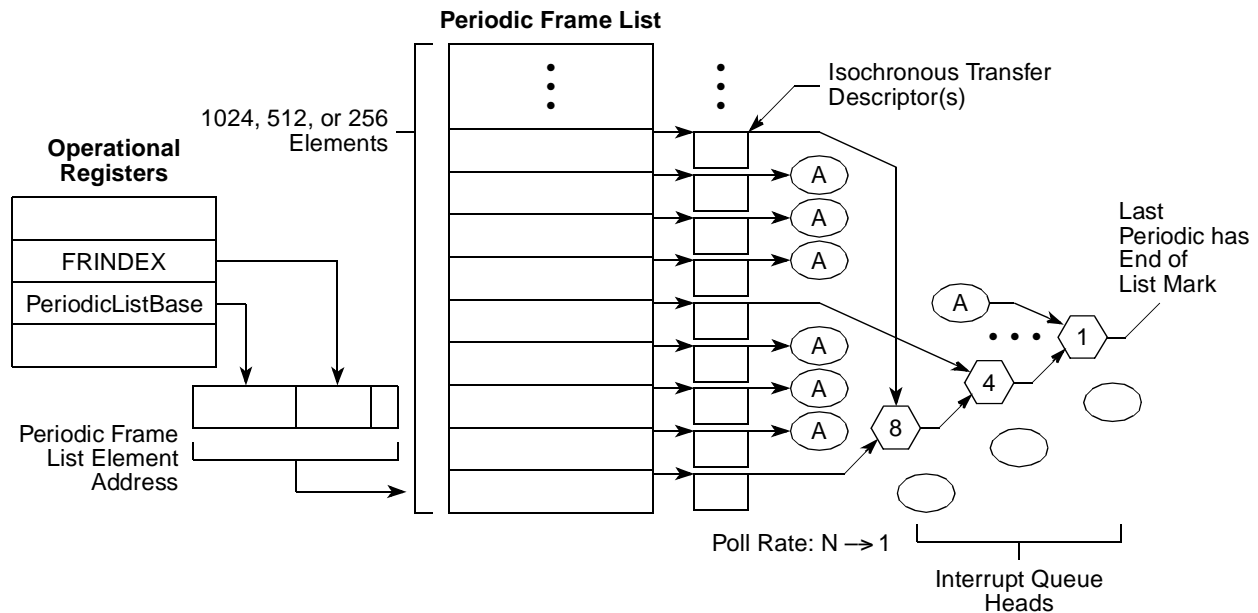 Periodic Frame List
Isochronous Transfer
Descriptor(s)
1024, 512, or 256
Elements
Operational
Registers
FRINDEX
PeriodicListBase
A
A
A
A
A
A
A
8
4
1
Last
Periodic has
End of
List Mark
Periodic Frame
List Element
Address
Poll Rate: N → 1
Interrupt Queue
Heads